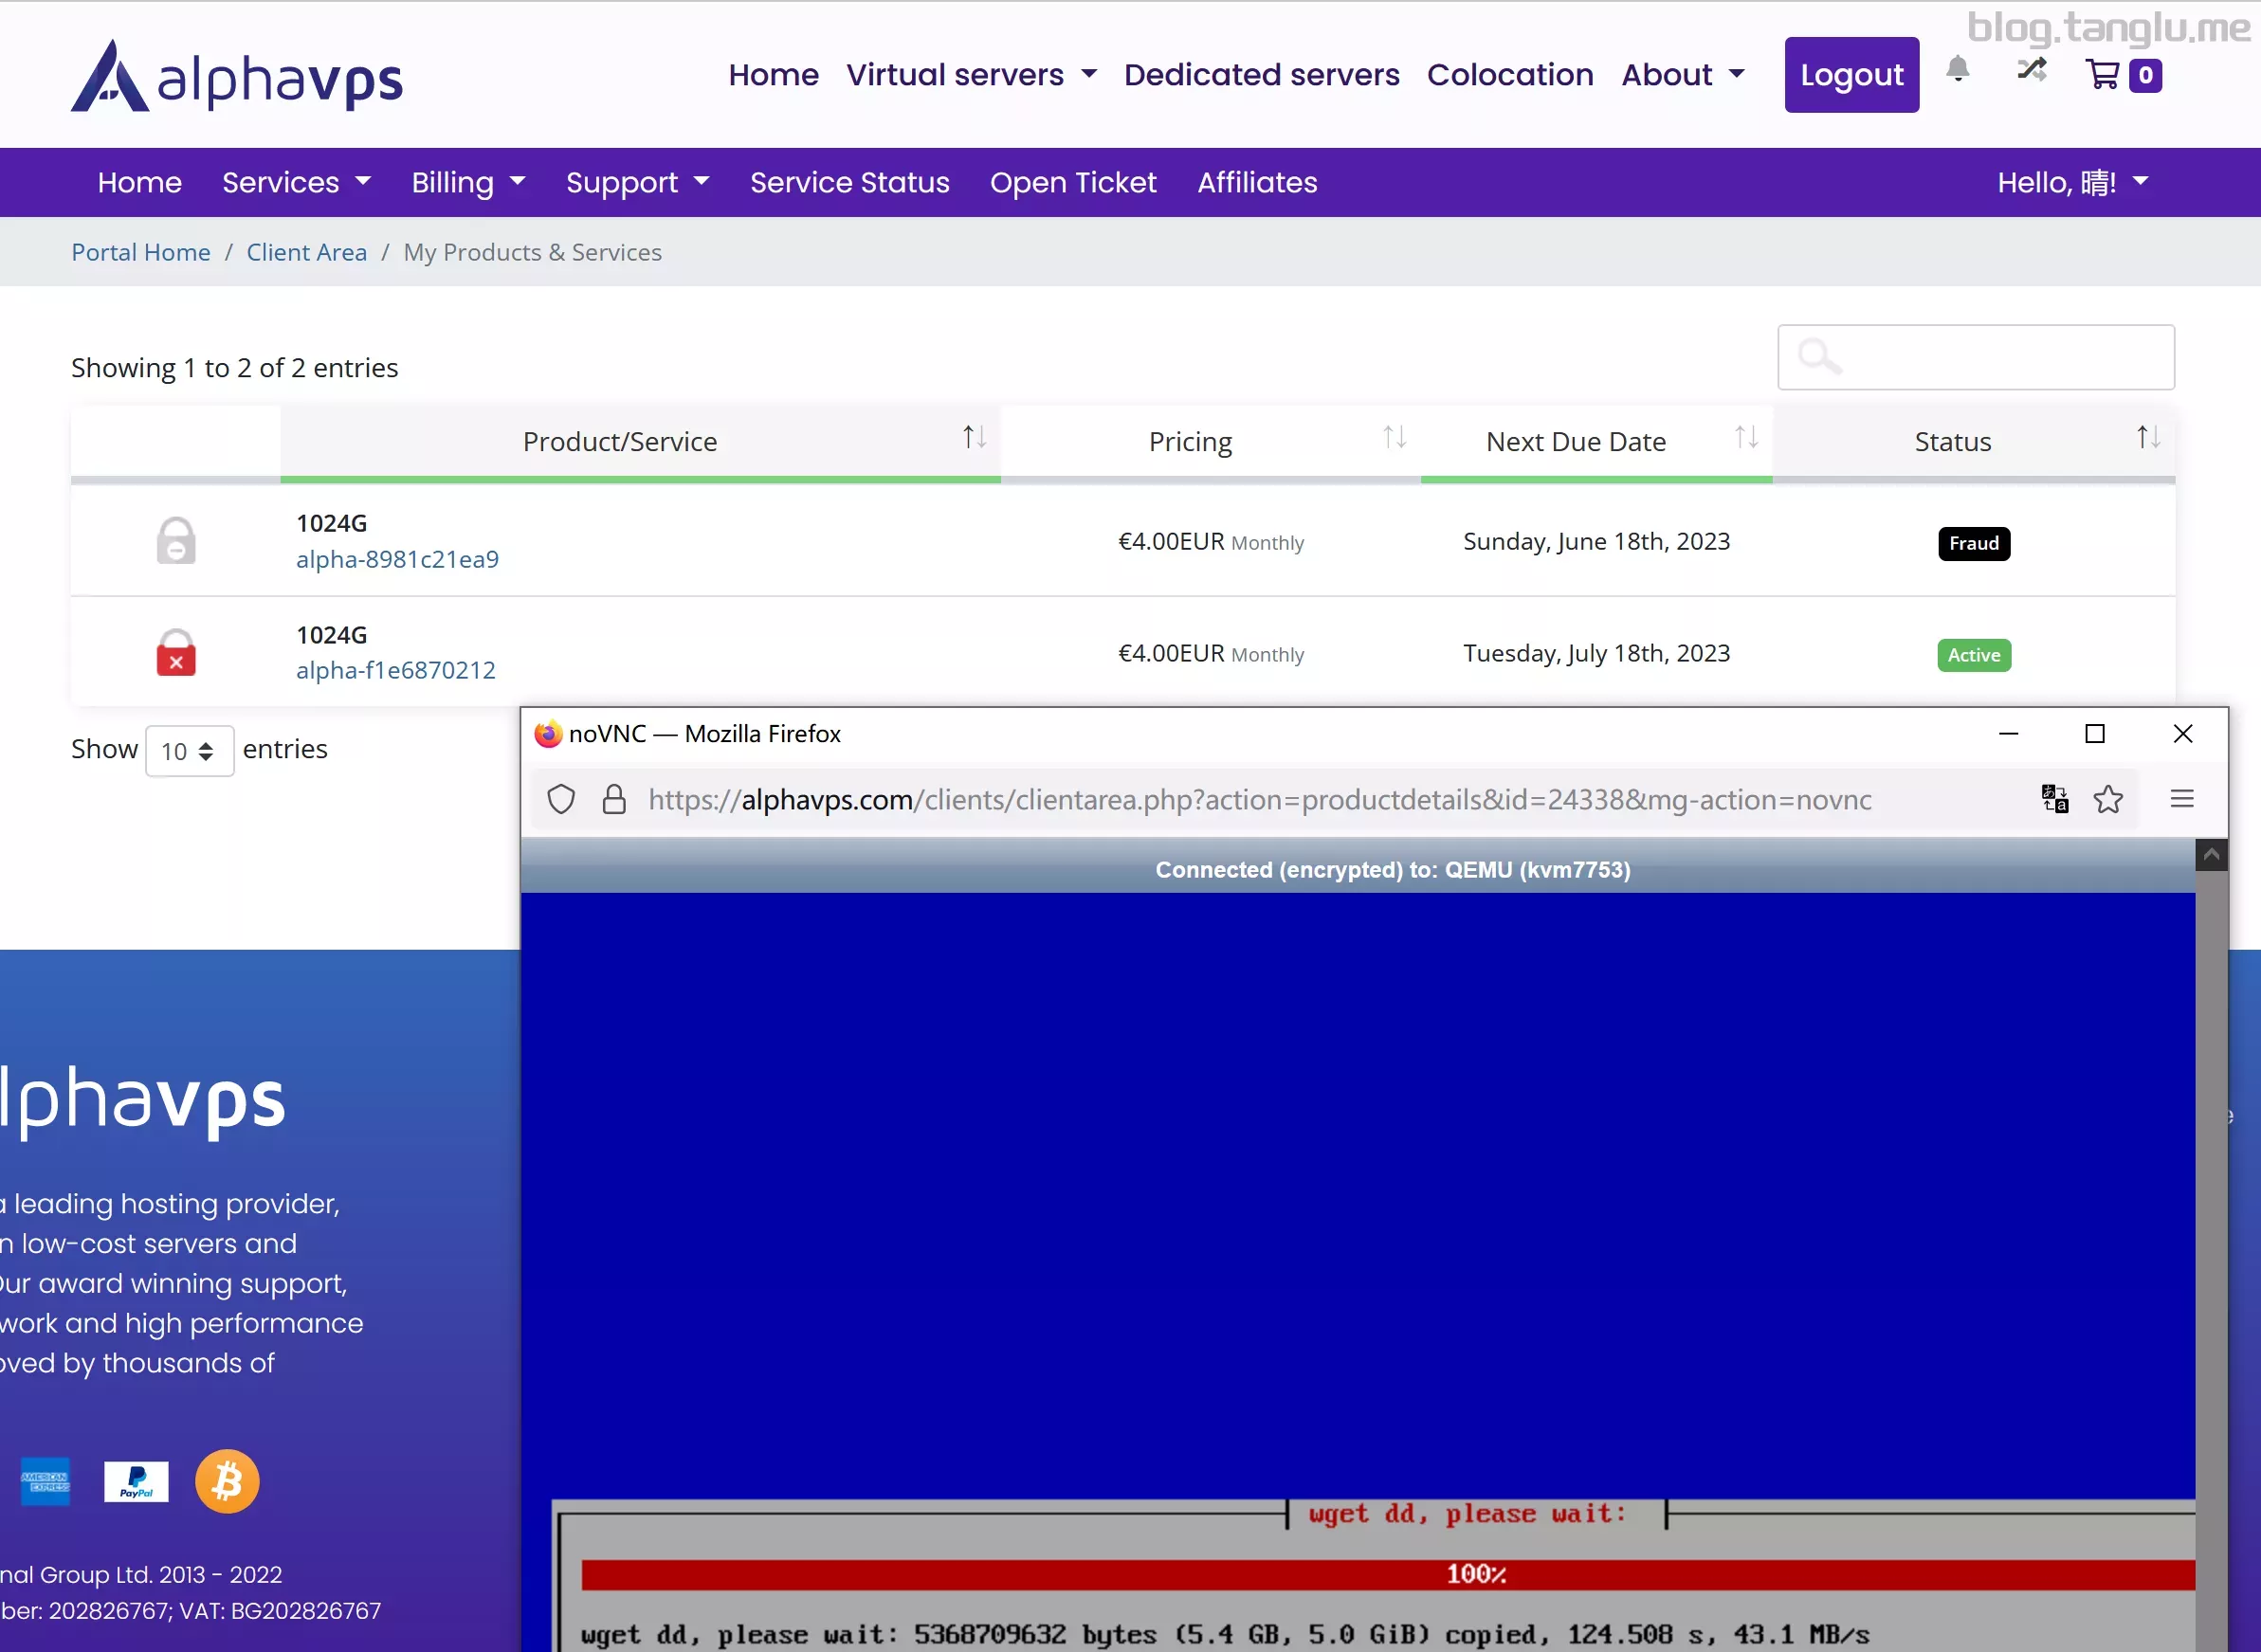 blog.tanglu.me
alphavps
Home Virtual servers Dedicated servers Colocation About Logout 0
Home Services Billing Support Service Status Open Ticket Affiliates Hello, 晴!
Portal Home / Client Area / My Products & Services
Showing 1 to 2 of 2 entries
Product/Service Pricing Next Due Date Status
1024G
alpha-8981c21ea9
€4.00EUR Monthly Sunday, June 18th, 2023 Fraud
1024G
alpha-f1e6870212
€4.00EUR Monthly Tuesday, July 18th, 2023 Active
Show 10 entries
noVNC — Mozilla Firefox
https://alphavps.com/clients/clientarea.php?action=productdetails&id=24338&mg-action=novnc
Connected (encrypted) to: QEMU (kvm7753)
lphavps
a leading hosting provider,
n low-cost servers and
Our award winning support,
work and high performance
oved by thousands of
AMERICAN EXPRESS PayPal
nal Group Ltd. 2013 - 2022
ber: 202826767; VAT: BG202826767
wget dd, please wait:
100%
wget dd, please wait: 5368709632 bytes (5.4 GB, 5.0 GiB) copied, 124.508 s, 43.1 MB/s